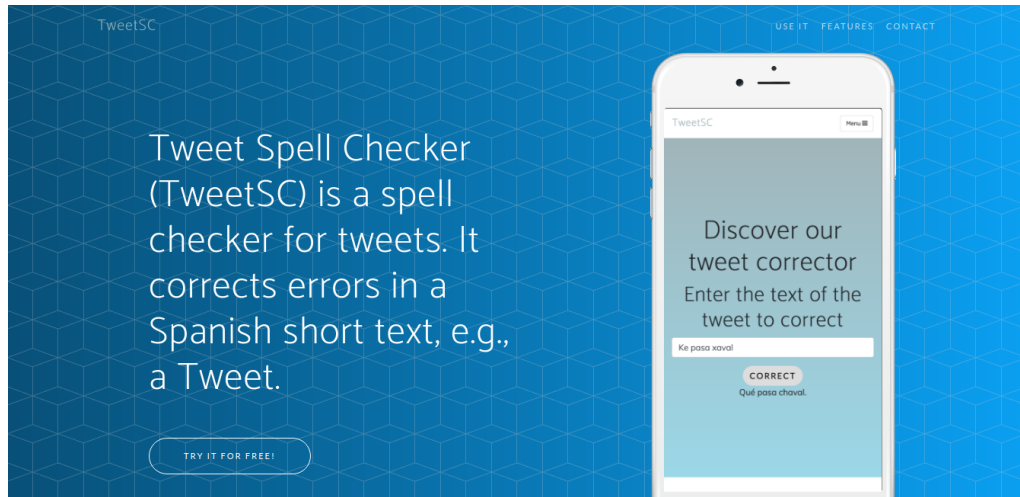 TweetSC
USE IT FEATURES CONTACT
Tweet Spell Checker
(TweetSC) is a spell
checker for tweets. It
corrects errors in a
Spanish short text, e.g.,
a Tweet.
TRY IT FOR FREE!
TweetSC
Menu
Discover our
tweet corrector
Enter the text of the
tweet to correct
Ke pasa xaval
CORRECT
Qué pasa chaval.